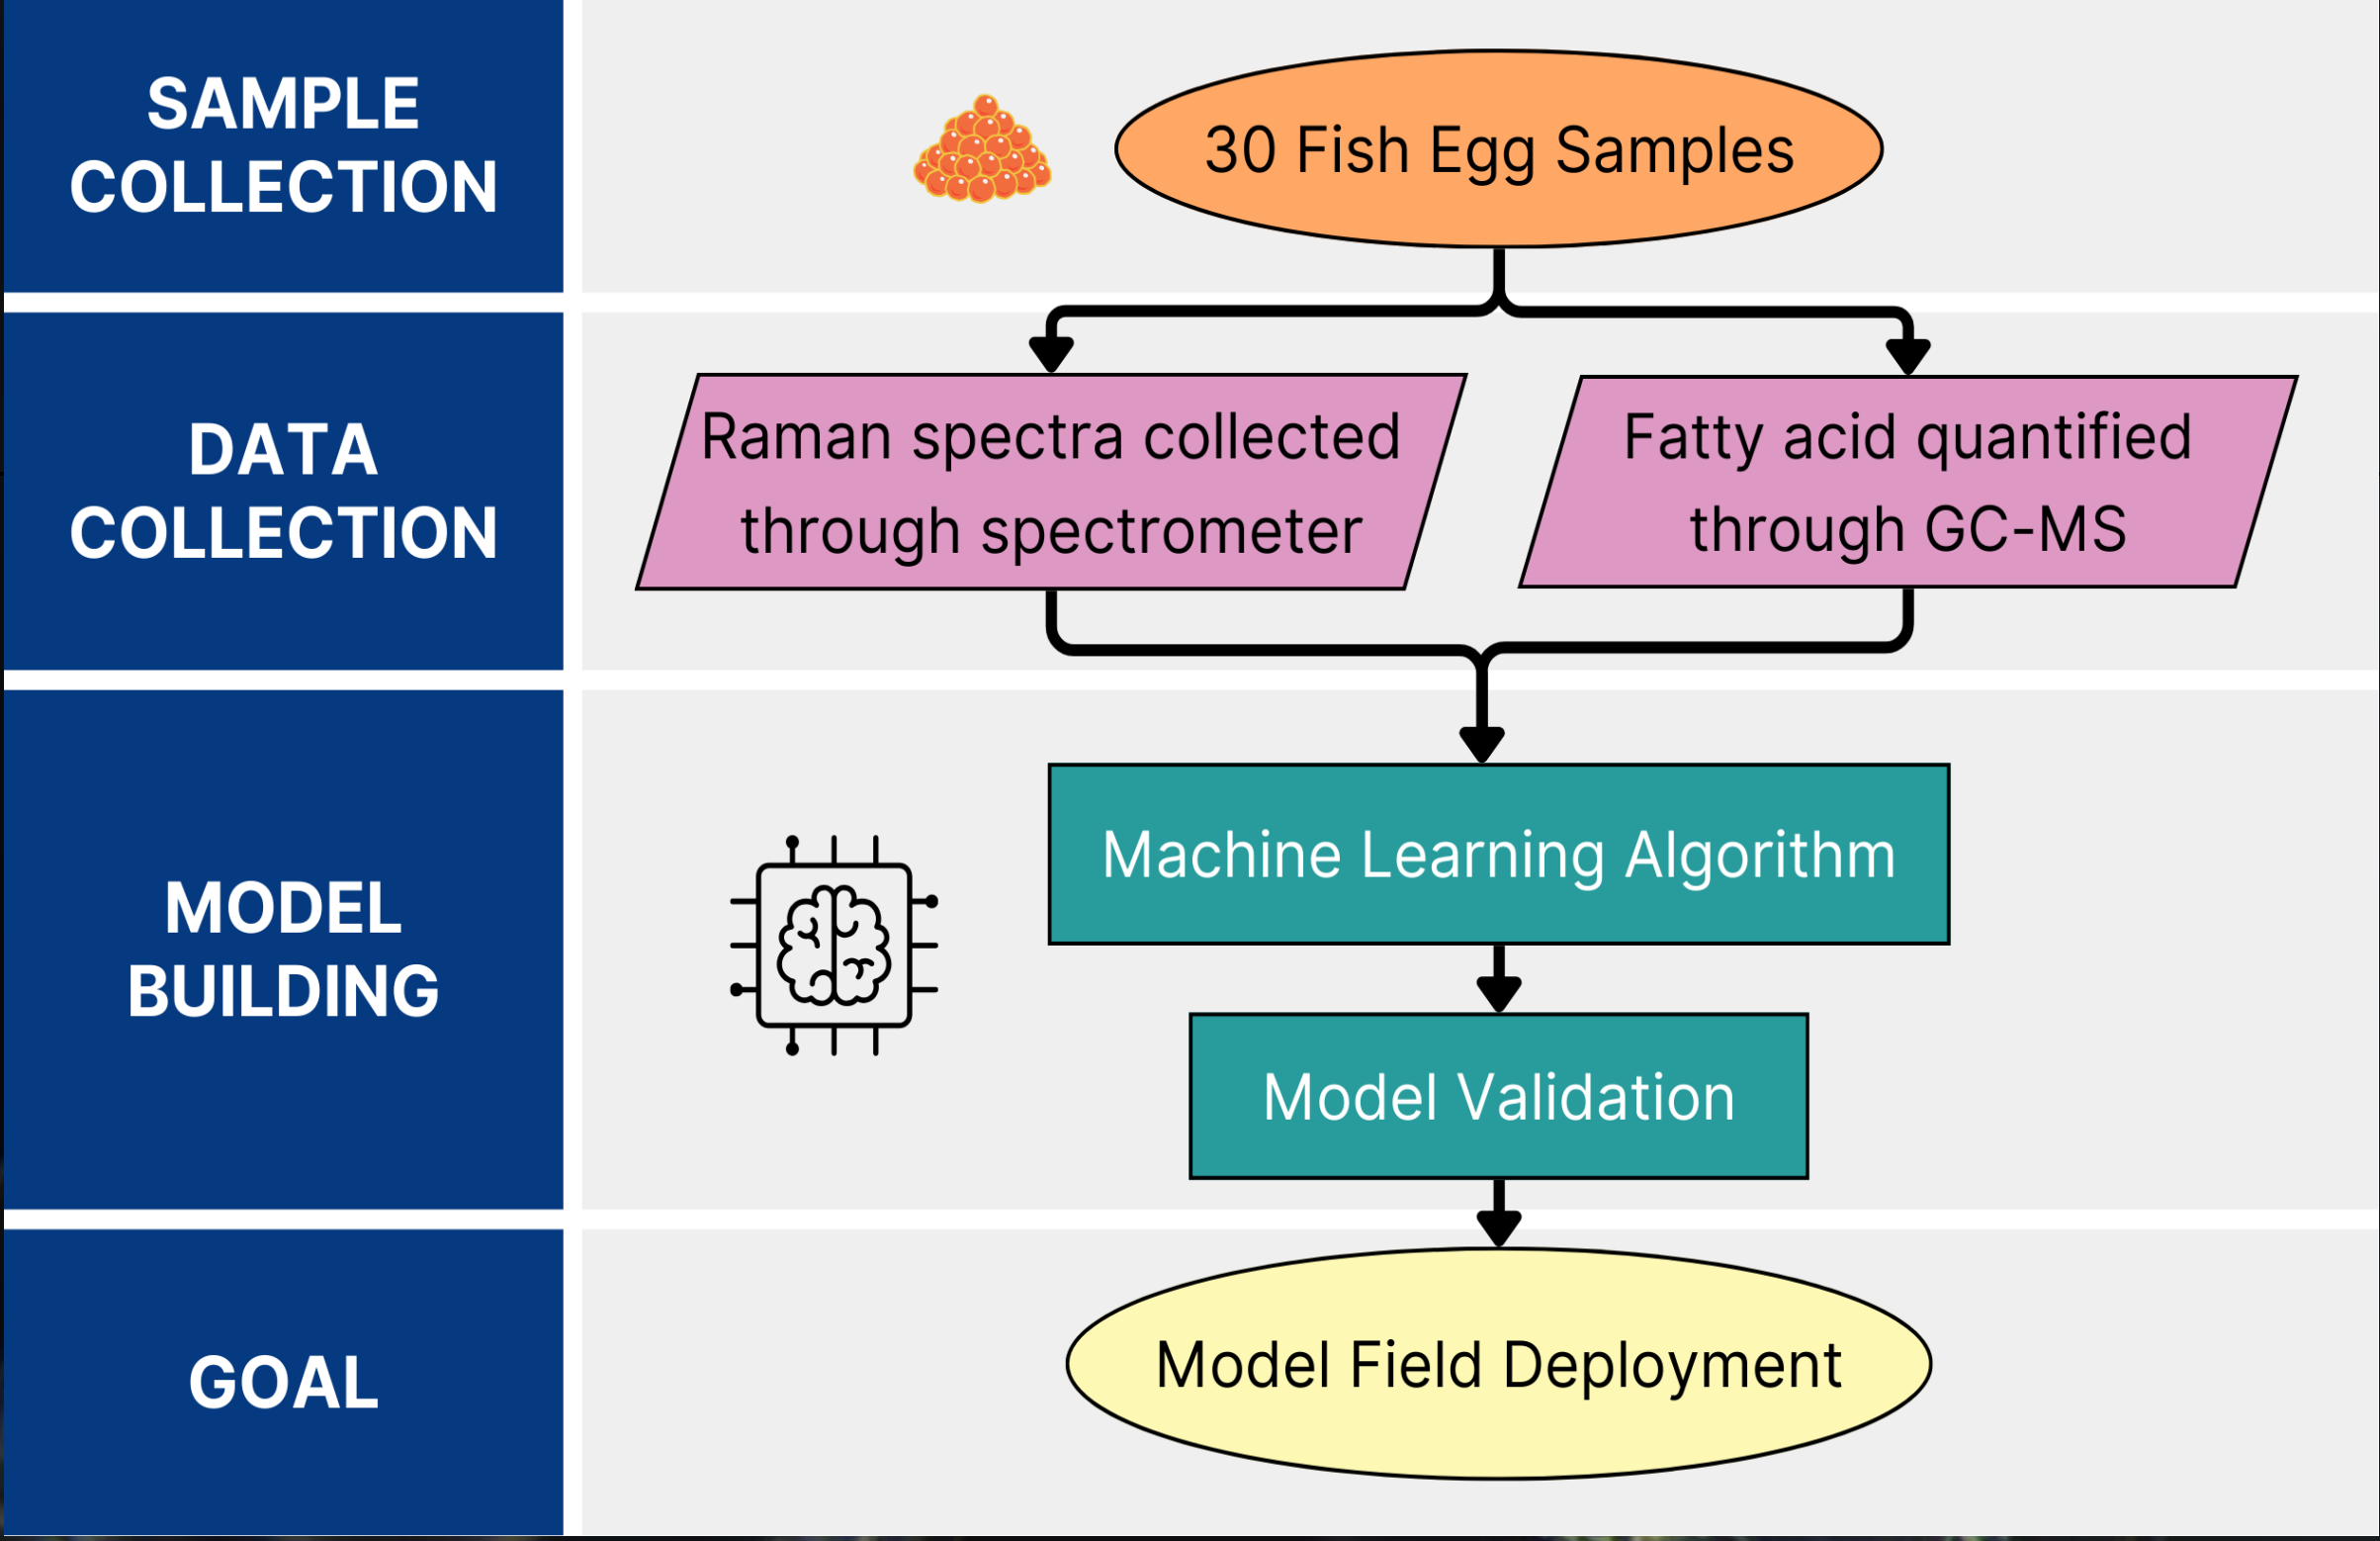 SAMPLE
COLLECTION
30 Fish Egg Samples
DATA
COLLECTION
Raman spectra collected
through spectrometer
Fatty acid quantified
through GC-MS
MODEL
BUILDING
Machine Learning Algorithm
Model Validation
GOAL
Model Field Deployment